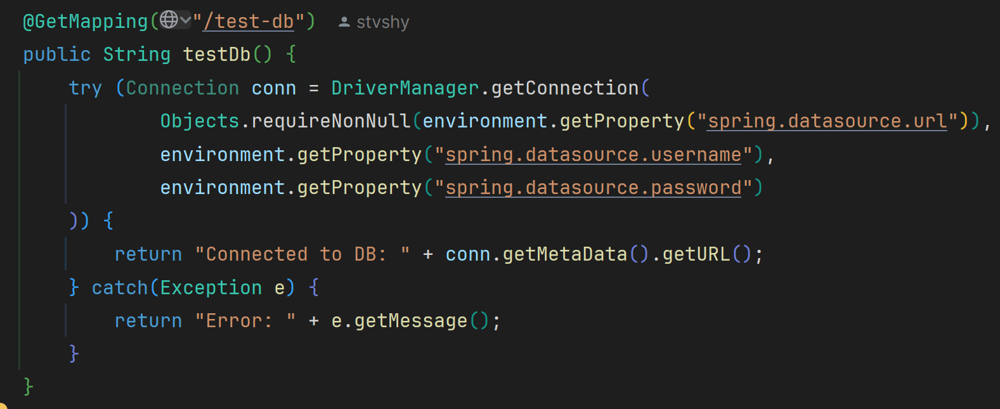 @GetMapping("/test-db") stvshy
public String testDb() {
try (Connection conn = DriverManager.getConnection(
Objects.requireNonNull(environment.getProperty("spring.datasource.url")),
environment.getProperty("spring.datasource.username"),
environment.getProperty("spring.datasource.password")
)) {
return "Connected to DB: " + conn.getMetaData().getURL();
} catch(Exception e) {
return "Error: " + e.getMessage();
}
}